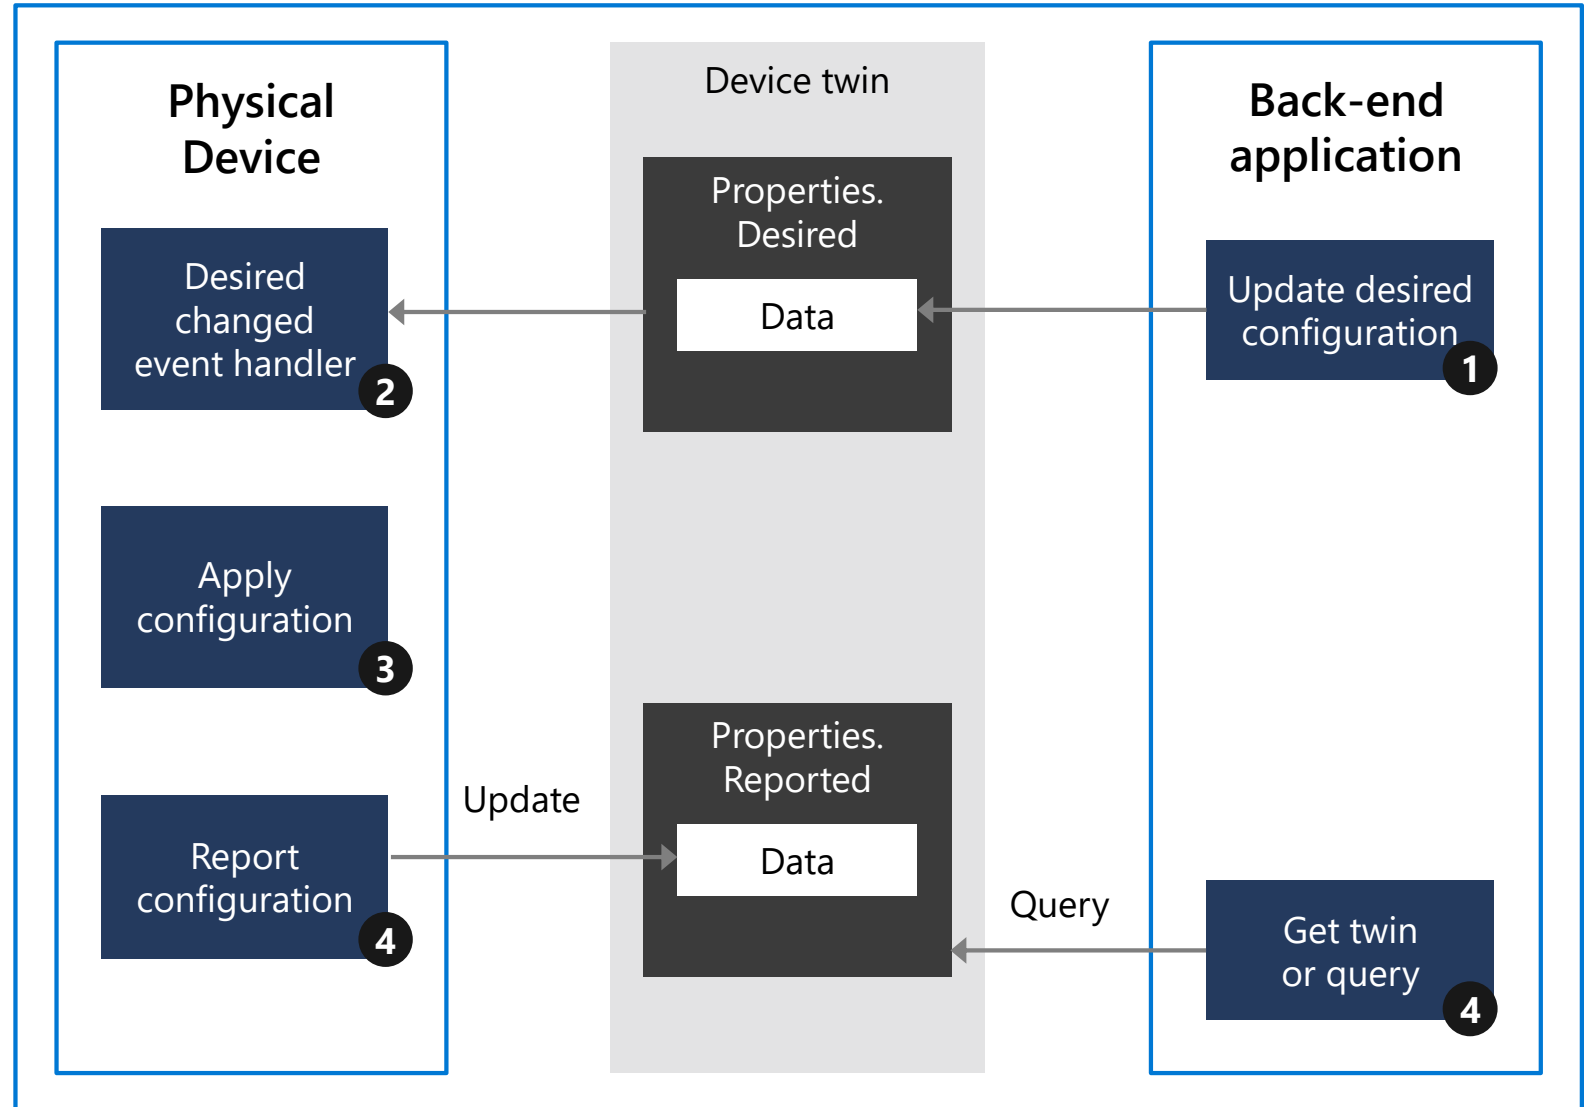 Physical
Device
Desired
changed
event handler
2
Apply
configuration
3
Report
configuration
4
Update
Device twin
Properties.
Desired
Data
Properties.
Reported
Data
Query
Back-end
application
Update desired
configuration
1
Get twin
or query
4